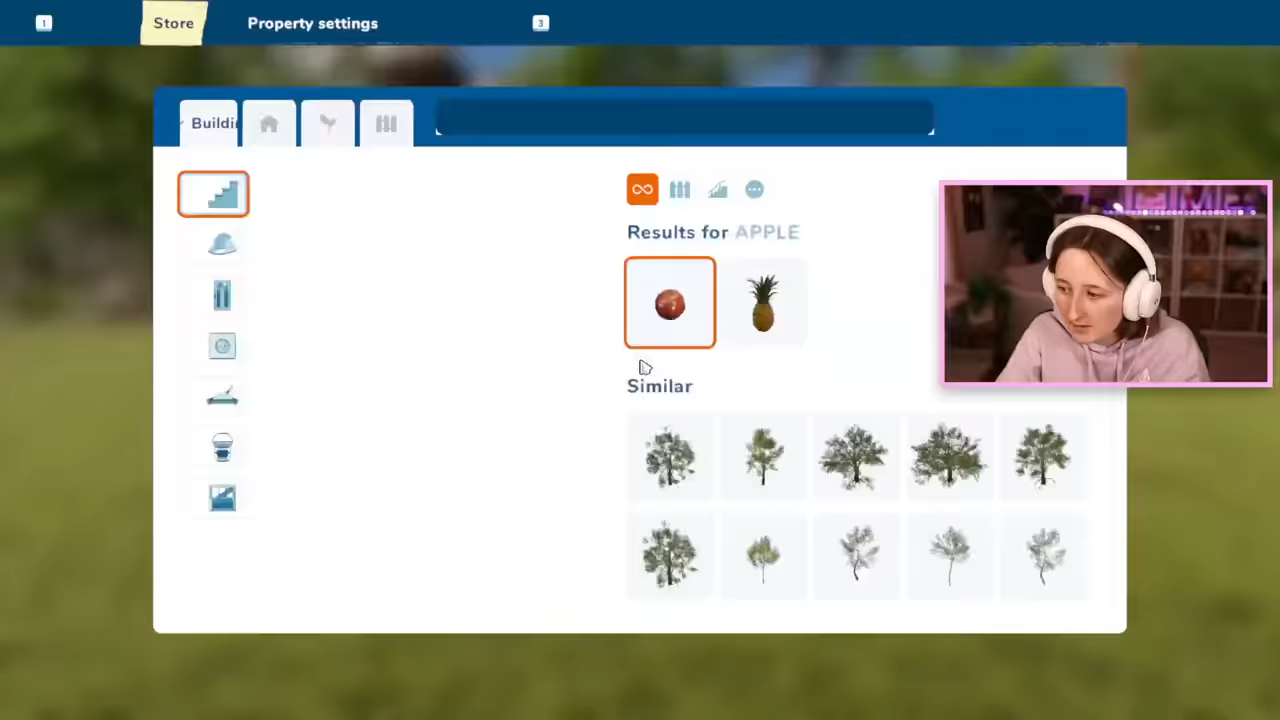 1
Store
Property settings
3
Buildi
Results for APPLE
Similar